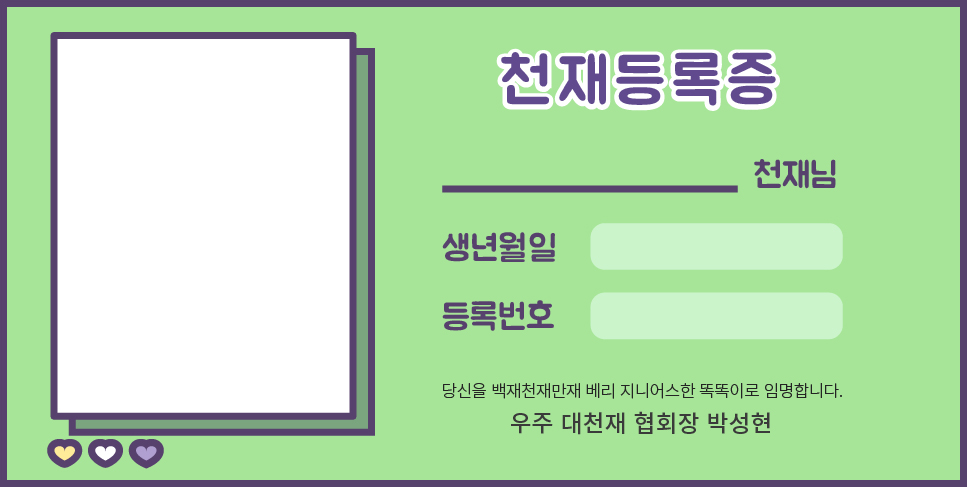 천재등록증
천재님
생년월일
등록번호
당신을 백재천재만재 베리 지니어스한 똑똑이로 임명합니다.
우주 대천재 협회장 박성현